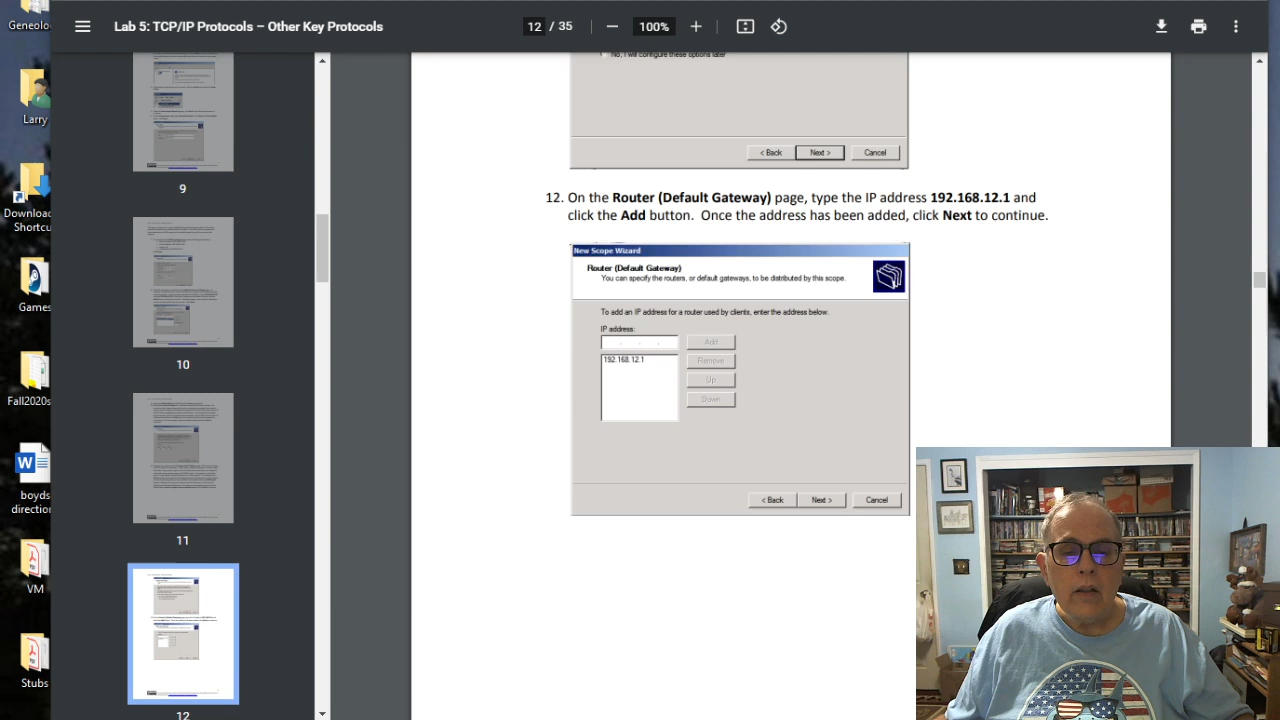 Geneolo
Lab 5: TCP/IP Protocols – Other Key Protocols
12 / 35
100%
No, I will configure these options later
< Back
Next >
Cancel
12. On the Router (Default Gateway) page, type the IP address 192.168.12.1 and
click the Add button. Once the address has been added, click Next to continue.
New Scope Wizard
Router (Default Gateway)
You can specify the routers, or default gateways, to be distributed by this scope.
To add an IP address for a router used by clients, enter the address below.
IP address:
Add
192.168.12.1
Remove
Up
Down
< Back
Next >
Cancel
9
10
11
12
Larry
Download
Shortcu
Games
Fall2020s
W
boyds
direction
VM
Stubs